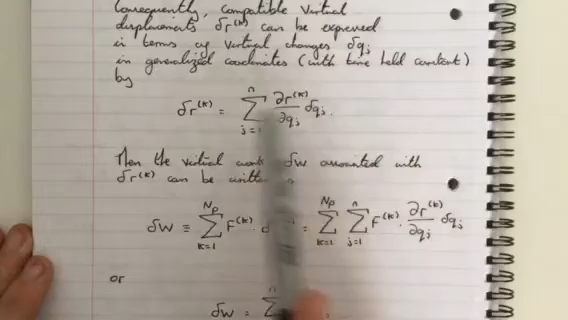 Consequently, compatible virtual
displacements δr^(k) can be expressed
in terms of virtual changes δq_j
in generalized coordinates (with time held constant)
by
δr^(k) = Σ_{j=1}^{n} ∂r^(k)/∂q_j δq_j.
Then the virtual work δW associated with
δr^(k) can be written
δW ≡ Σ_{k=1}^{N_p} F^(k) · = Σ_{k=1}^{N_p} Σ_{j=1}^{n} F^(k) · ∂r^(k)/∂q_j δq_j
or
δW = Σ^{n}